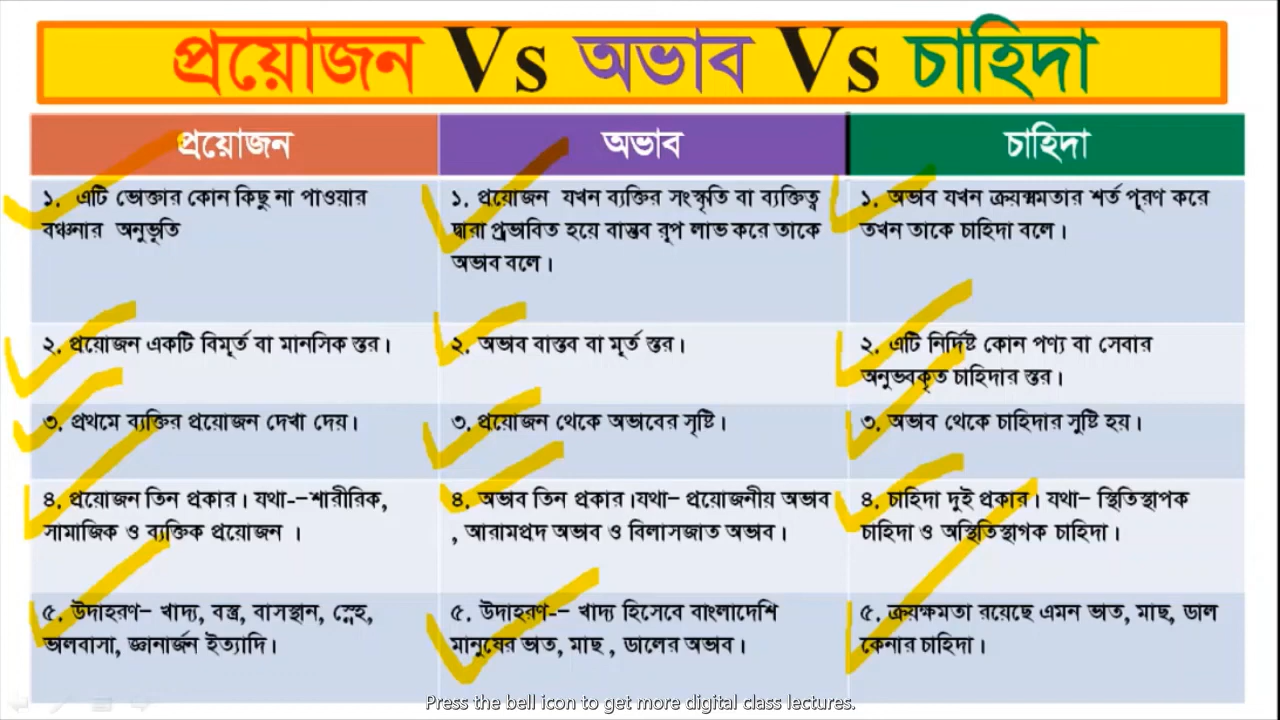 প্রয়োজন Vs অভাব Vs চাহিদা
প্রয়োজন
অভাব
চাহিদা
১. এটি ভোক্তার কোন কিছু না পাওয়ার
বঞ্চনার অনুভূতি
১. প্রয়োজন যখন ব্যক্তির সংস্কৃতি বা ব্যক্তিত্ব
দ্বারা প্রভাবিত হয়ে বাস্তব রূপ লাভ করে তাকে
অভাব বলে।
১. অভাব যখন ক্রয়ক্ষমতার শর্ত পূরণ করে
তখন তাকে চাহিদা বলে।
২. প্রয়োজন একটি বিমূর্ত বা মানসিক স্তর।
২. অভাব বাস্তব বা মূর্ত স্তর।
২. এটি নির্দিষ্ট কোন পণ্য বা সেবার
অনুভবকৃত চাহিদার স্তর।
৩. প্রথমে ব্যক্তির প্রয়োজন দেখা দেয়।
৩. প্রয়োজন থেকে অভাবের সৃষ্টি।
৩. অভাব থেকে চাহিদার সৃষ্টি হয়।
৪. প্রয়োজন তিন প্রকার। যথা-–শারীরিক,
সামাজিক ও ব্যক্তিক প্রয়োজন ।
৪. অভাব তিন প্রকার।যথা– প্রয়োজনীয় অভাব
, আরামপ্রদ অভাব ও বিলাসজাত অভাব।
৪. চাহিদা দুই প্রকার। যথা– স্থিতিস্থাপক
চাহিদা ও অস্থিতিস্থাগক চাহিদা।
৫. উদাহরণ– খাদ্য, বস্ত্র, বাসস্থান, স্নেহ,
ভালবাসা, জ্ঞানার্জন ইত্যাদি।
৫. উদাহরণ-– খাদ্য হিসেবে বাংলাদেশি
মানুষের ভাত, মাছ , ডালের অভাব।
৫. ক্রয়ক্ষমতা রয়েছে এমন ভাত, মাছ, ডাল
কেনার চাহিদা।
Press the bell icon to get more digital class lectures.